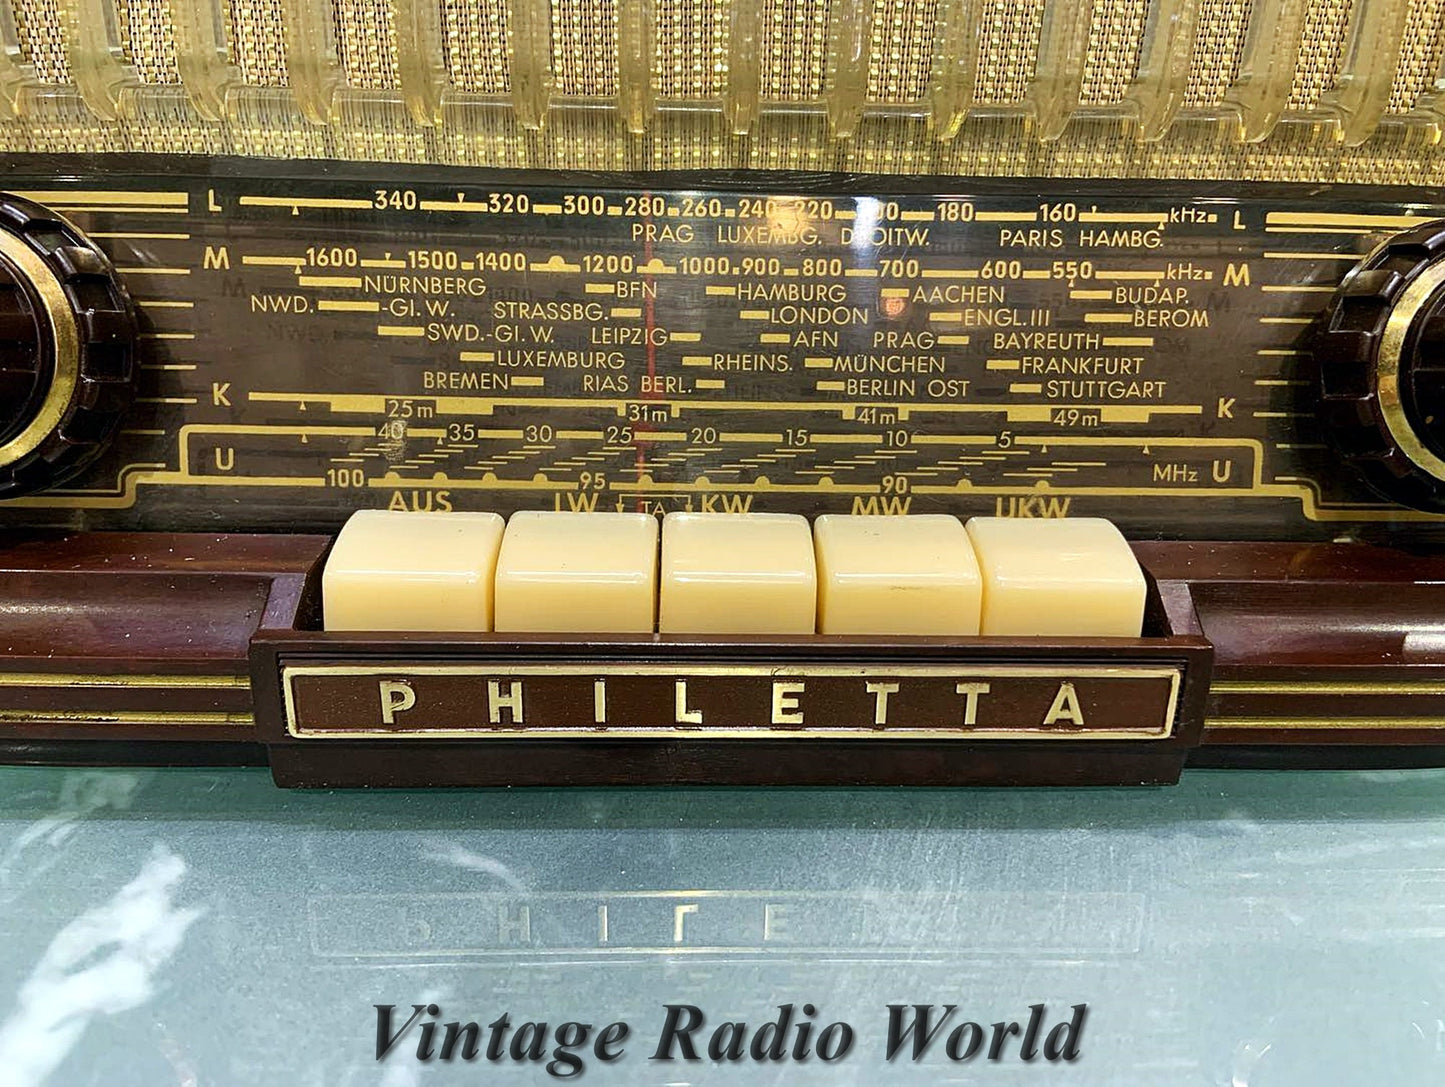 L 340 320 300 280 260 240 220 180 160 kHz L
PRAG LUXEMBG. DROITW. PARIS HAMBG.
M 1600 1500 1400 1200 1000 900 800 700 600 550 kHz M
NÜRNBERG BFN HAMBURG AACHEN BUDAP.
NWD. -Gl.W. STRASSBG. LONDON ENGL.III BEROM
SWD.-Gl.W. LEIPZIG AFN PRAG BAYREUTH
LUXEMBURG RHEINS. MÜNCHEN FRANKFURT
BREMEN RIAS BERL. BERLIN OST STUTTGART
K 25m 31m 41m 49m K
40 35 30 25 20 15 10 5
U 100 95 90 MHz U
AUS LW TA KW MW UKW
PHILETTA
Vintage Radio World